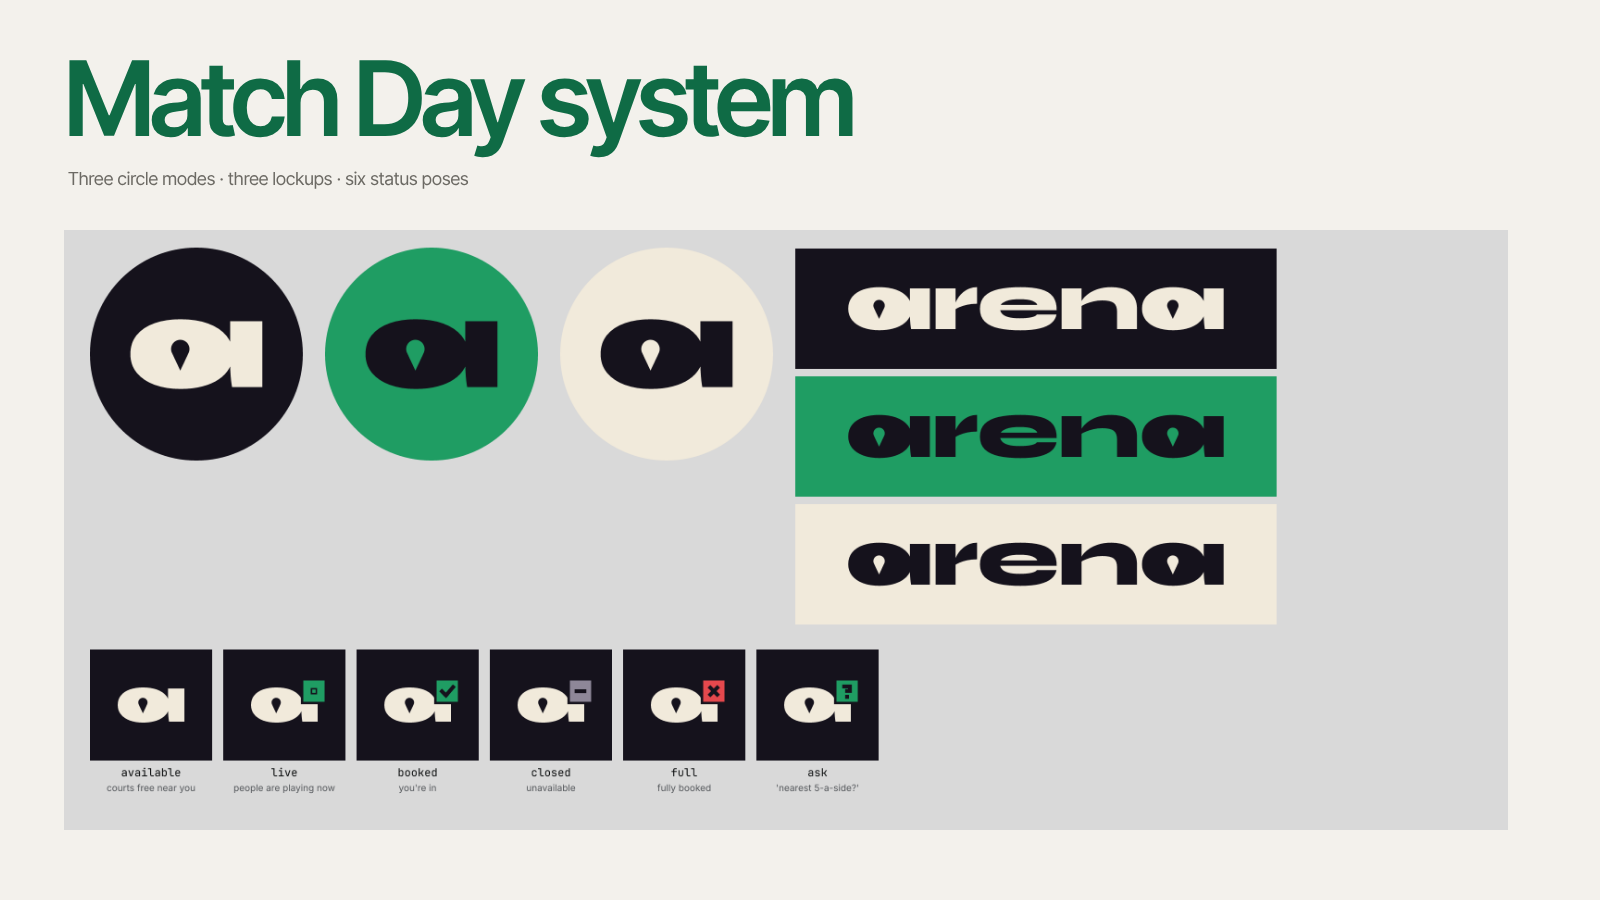 Match Day system
Three circle modes · three lockups · six status poses
a
a
a
arena
arena
arena
a
a
a
a
a
a ?
available
live
booked
closed
full
ask
courts free near you
people are playing now
you're in
unavailable
fully booked
'nearest 5-a-side?'